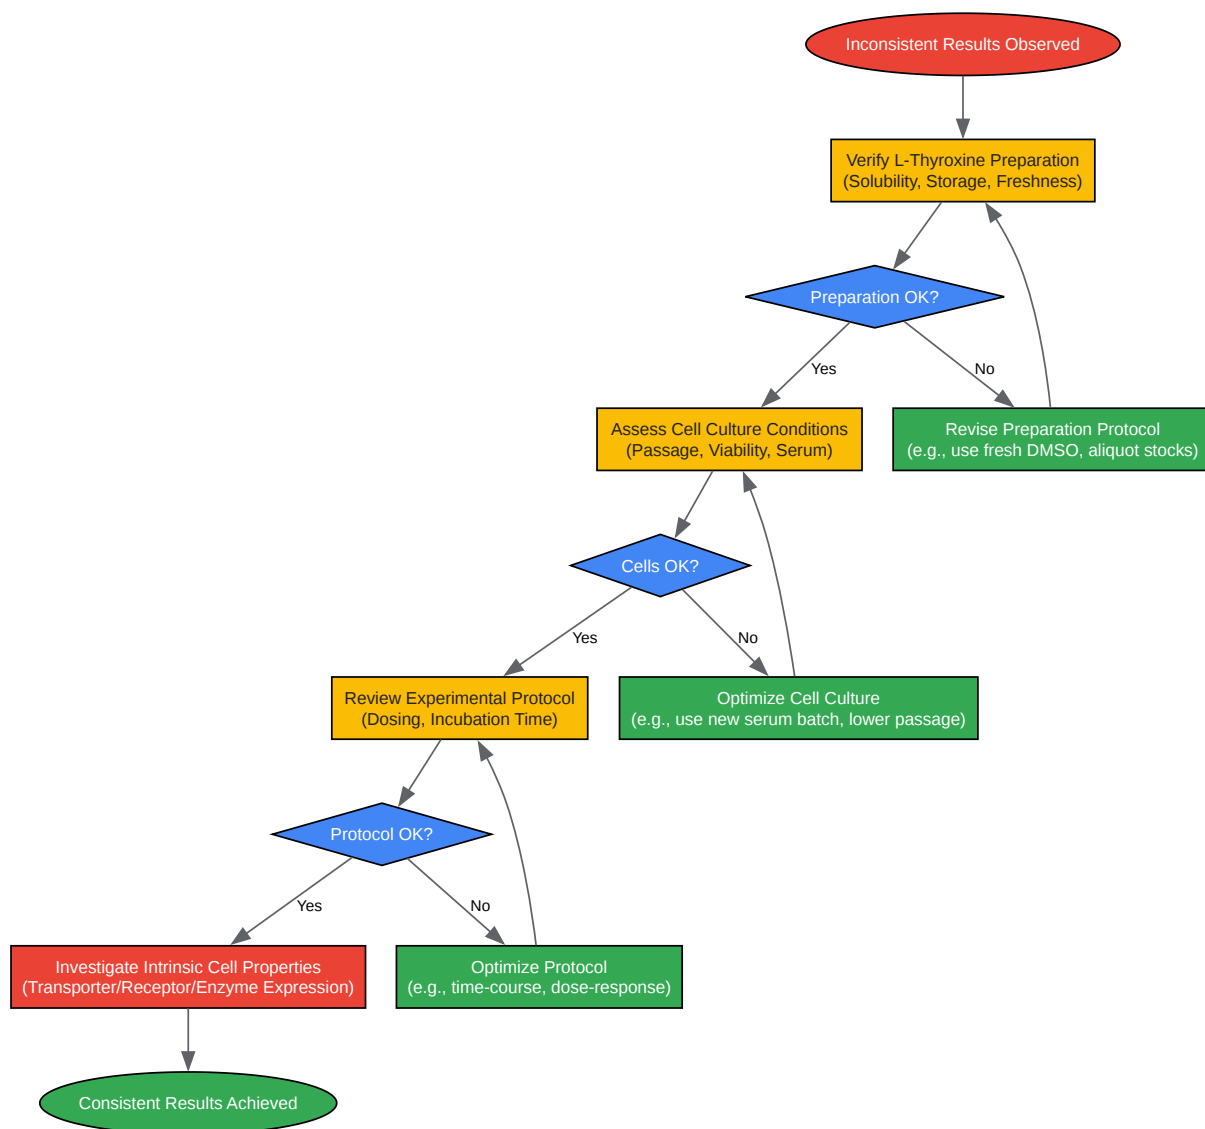 Inconsistent Results Observed
Verify L-Thyroxine Preparation
(Solubility, Storage, Freshness)
Preparation OK?
Yes
No
Assess Cell Culture Conditions
(Passage, Viability, Serum)
Revise Preparation Protocol
(e.g., use fresh DMSO, aliquot stocks)
Cells OK?
Yes
No
Review Experimental Protocol
(Dosing, Incubation Time)
Optimize Cell Culture
(e.g., use new serum batch, lower passage)
Protocol OK?
Yes
No
Investigate Intrinsic Cell Properties
(Transporter/Receptor/Enzyme Expression)
Optimize Protocol
(e.g., time-course, dose-response)
Consistent Results Achieved